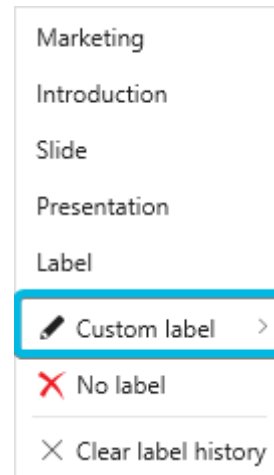 Marketing
Introduction
Slide
Presentation
Label
Custom label
No label
Clear label history